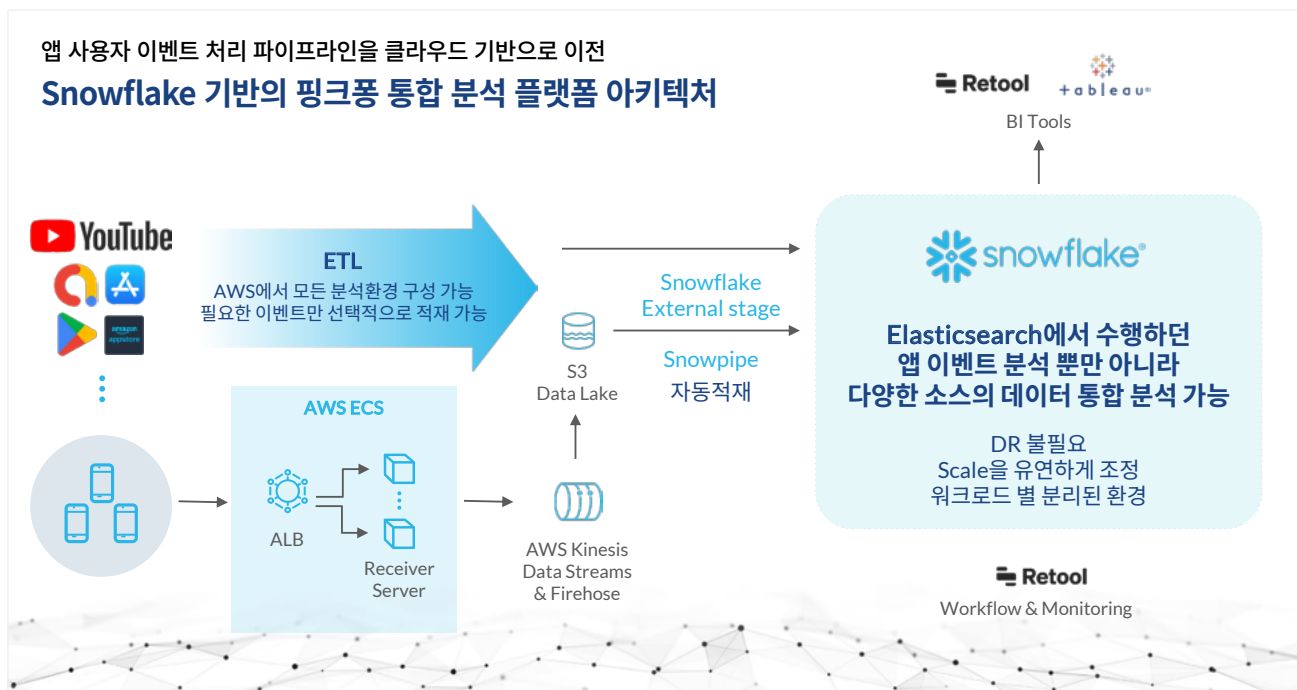 앱 사용자 이벤트 처리 파이프라인을 클라우드 기반으로 이전
Snowflake 기반의 핑크퐁 통합 분석 플랫폼 아키텍처
Retool
+ a b l e a u®
BI Tools
YouTube
amazon
appstore
ETL
AWS에서 모든 분석환경 구성 가능
필요한 이벤트만 선택적으로 적재 가능
Snowflake
External stage
Snowpipe
자동적재
S3
Data Lake
AWS ECS
ALB
Receiver
Server
AWS Kinesis
Data Streams
& Firehose
snowflake®
Elasticsearch에서 수행하던
앱 이벤트 분석 뿐만 아니라
다양한 소스의 데이터 통합 분석 가능
DR 불필요
Scale을 유연하게 조정
워크로드 별 분리된 환경
Retool
Workflow & Monitoring